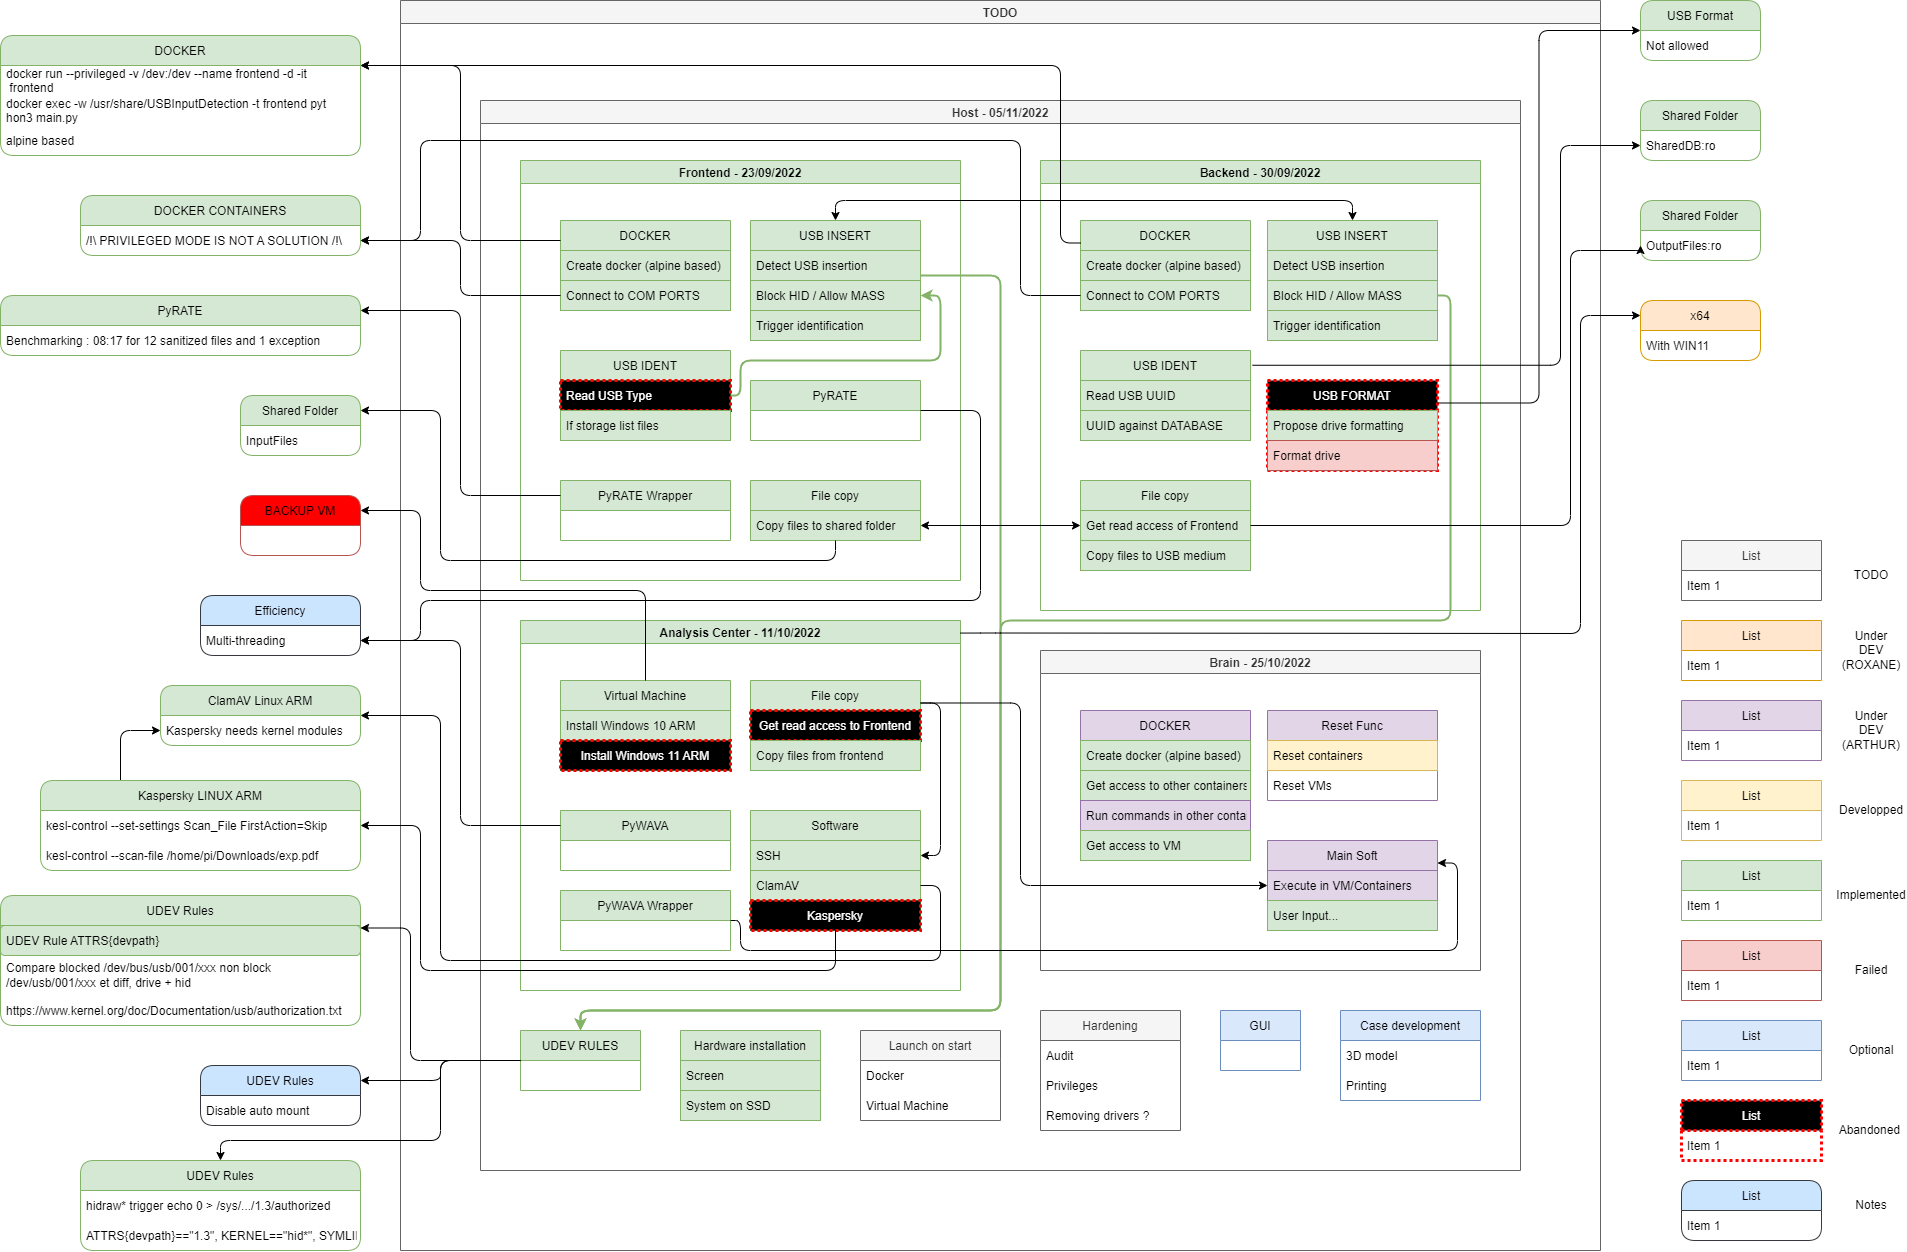 TODO
DOCKER
docker run --privileged -v /dev:/dev --name frontend -d -it
frontend
docker exec -w /usr/share/USBInputDetection -t frontend pyt
hon3 main.py
alpine based
DOCKER CONTAINERS
/!\ PRIVILEGED MODE IS NOT A SOLUTION /!\
PyRATE
Benchmarking : 08:17 for 12 sanitized files and 1 exception
Shared Folder
InputFiles
BACKUP VM
Efficiency
Multi-threading
ClamAV Linux ARM
Kaspersky needs kernel modules
Kaspersky LINUX ARM
kesl-control --set-settings Scan_File FirstAction=Skip
kesl-control --scan-file /home/pi/Downloads/exp.pdf
UDEV Rules
UDEV Rule ATTRS{devpath}
Compare blocked /dev/bus/usb/001/xxx non block
/dev/usb/001/xxx et diff, drive + hid
https://www.kernel.org/doc/Documentation/usb/authorization.txt
UDEV Rules
Disable auto mount
UDEV Rules
hidraw* trigger echo 0 > /sys/.../1.3/authorized
ATTRS{devpath}=="1.3", KERNEL=="hid*", SYMLI
Host - 05/11/2022
Frontend - 23/09/2022
DOCKER
Create docker (alpine based)
Connect to COM PORTS
USB INSERT
Detect USB insertion
Block HID / Allow MASS
Trigger identification
USB IDENT
Read USB Type
If storage list files
PyRATE
PyRATE Wrapper
File copy
Copy files to shared folder
Backend - 30/09/2022
DOCKER
Create docker (alpine based)
Connect to COM PORTS
USB INSERT
Detect USB insertion
Block HID / Allow MASS
Trigger identification
USB IDENT
Read USB UUID
UUID against DATABASE
USB FORMAT
Propose drive formatting
Format drive
File copy
Get read access of Frontend
Copy files to USB medium
Analysis Center - 11/10/2022
Virtual Machine
Install Windows 10 ARM
Install Windows 11 ARM
File copy
Get read access to Frontend
Copy files from frontend
PyWAVA
PyWAVA Wrapper
Software
SSH
ClamAV
Kaspersky
Brain - 25/10/2022
DOCKER
Create docker (alpine based)
Get access to other containers
Run commands in other conta
Get access to VM
Reset Func
Reset containers
Reset VMs
Main Soft
Execute in VM/Containers
User Input...
UDEV RULES
Hardware installation
Screen
System on SSD
Launch on start
Docker
Virtual Machine
Hardening
Audit
Privileges
Removing drivers ?
GUI
Case development
3D model
Printing
USB Format
Not allowed
Shared Folder
SharedDB:ro
Shared Folder
OutputFiles:ro
x64
With WIN11
List
Item 1
TODO
List
Item 1
Under
DEV
(ROXANE)
List
Item 1
Under
DEV
(ARTHUR)
List
Item 1
Developped
List
Item 1
Implemented
List
Item 1
Failed
List
Item 1
Optional
List
Item 1
Abandoned
List
Item 1
Notes